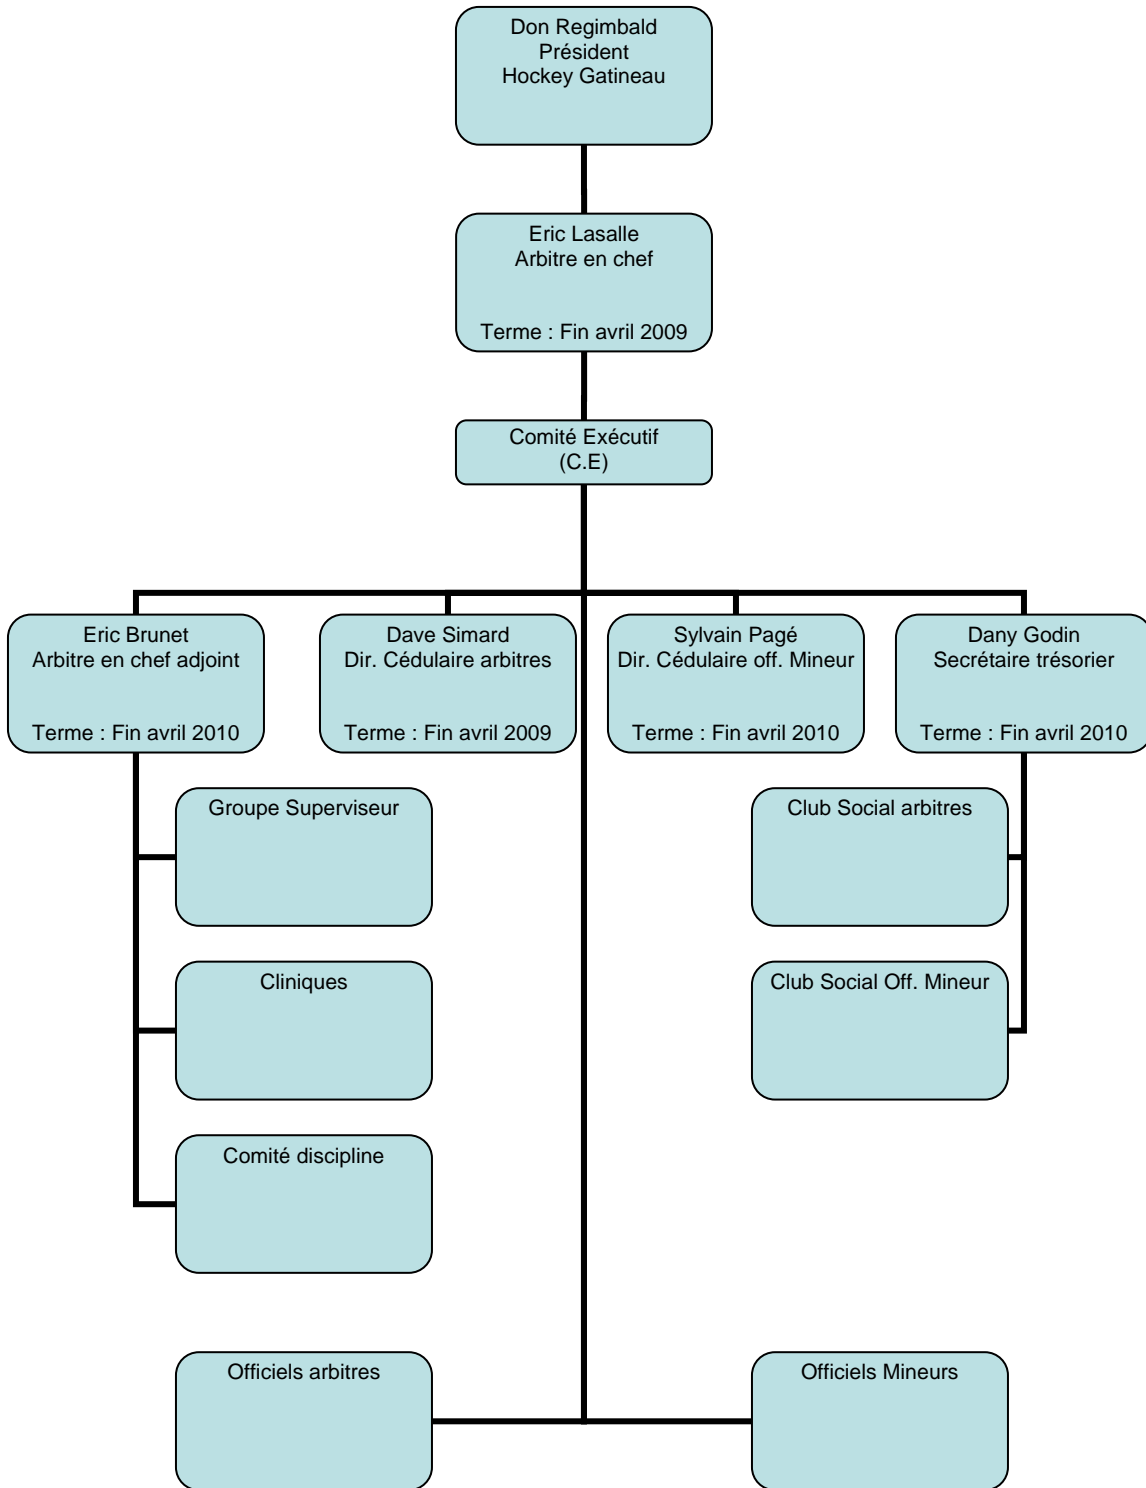 Don Regimbald
Président
Hockey Gatineau
Eric Lasalle
Arbitre en chef
Terme : Fin avril 2009
Comité Exécutif
(C.E)
Eric Brunet
Arbitre en chef adjoint
Terme : Fin avril 2010
Dave Simard
Dir. Cédulaire arbitres
Terme : Fin avril 2009
Sylvain Pagé
Dir. Cédulaire off. Mineur
Terme : Fin avril 2010
Dany Godin
Secrétaire trésorier
Terme : Fin avril 2010
Groupe Superviseur
Club Social arbitres
Cliniques
Club Social Off. Mineur
Comité discipline
Officiels arbitres
Officiels Mineurs